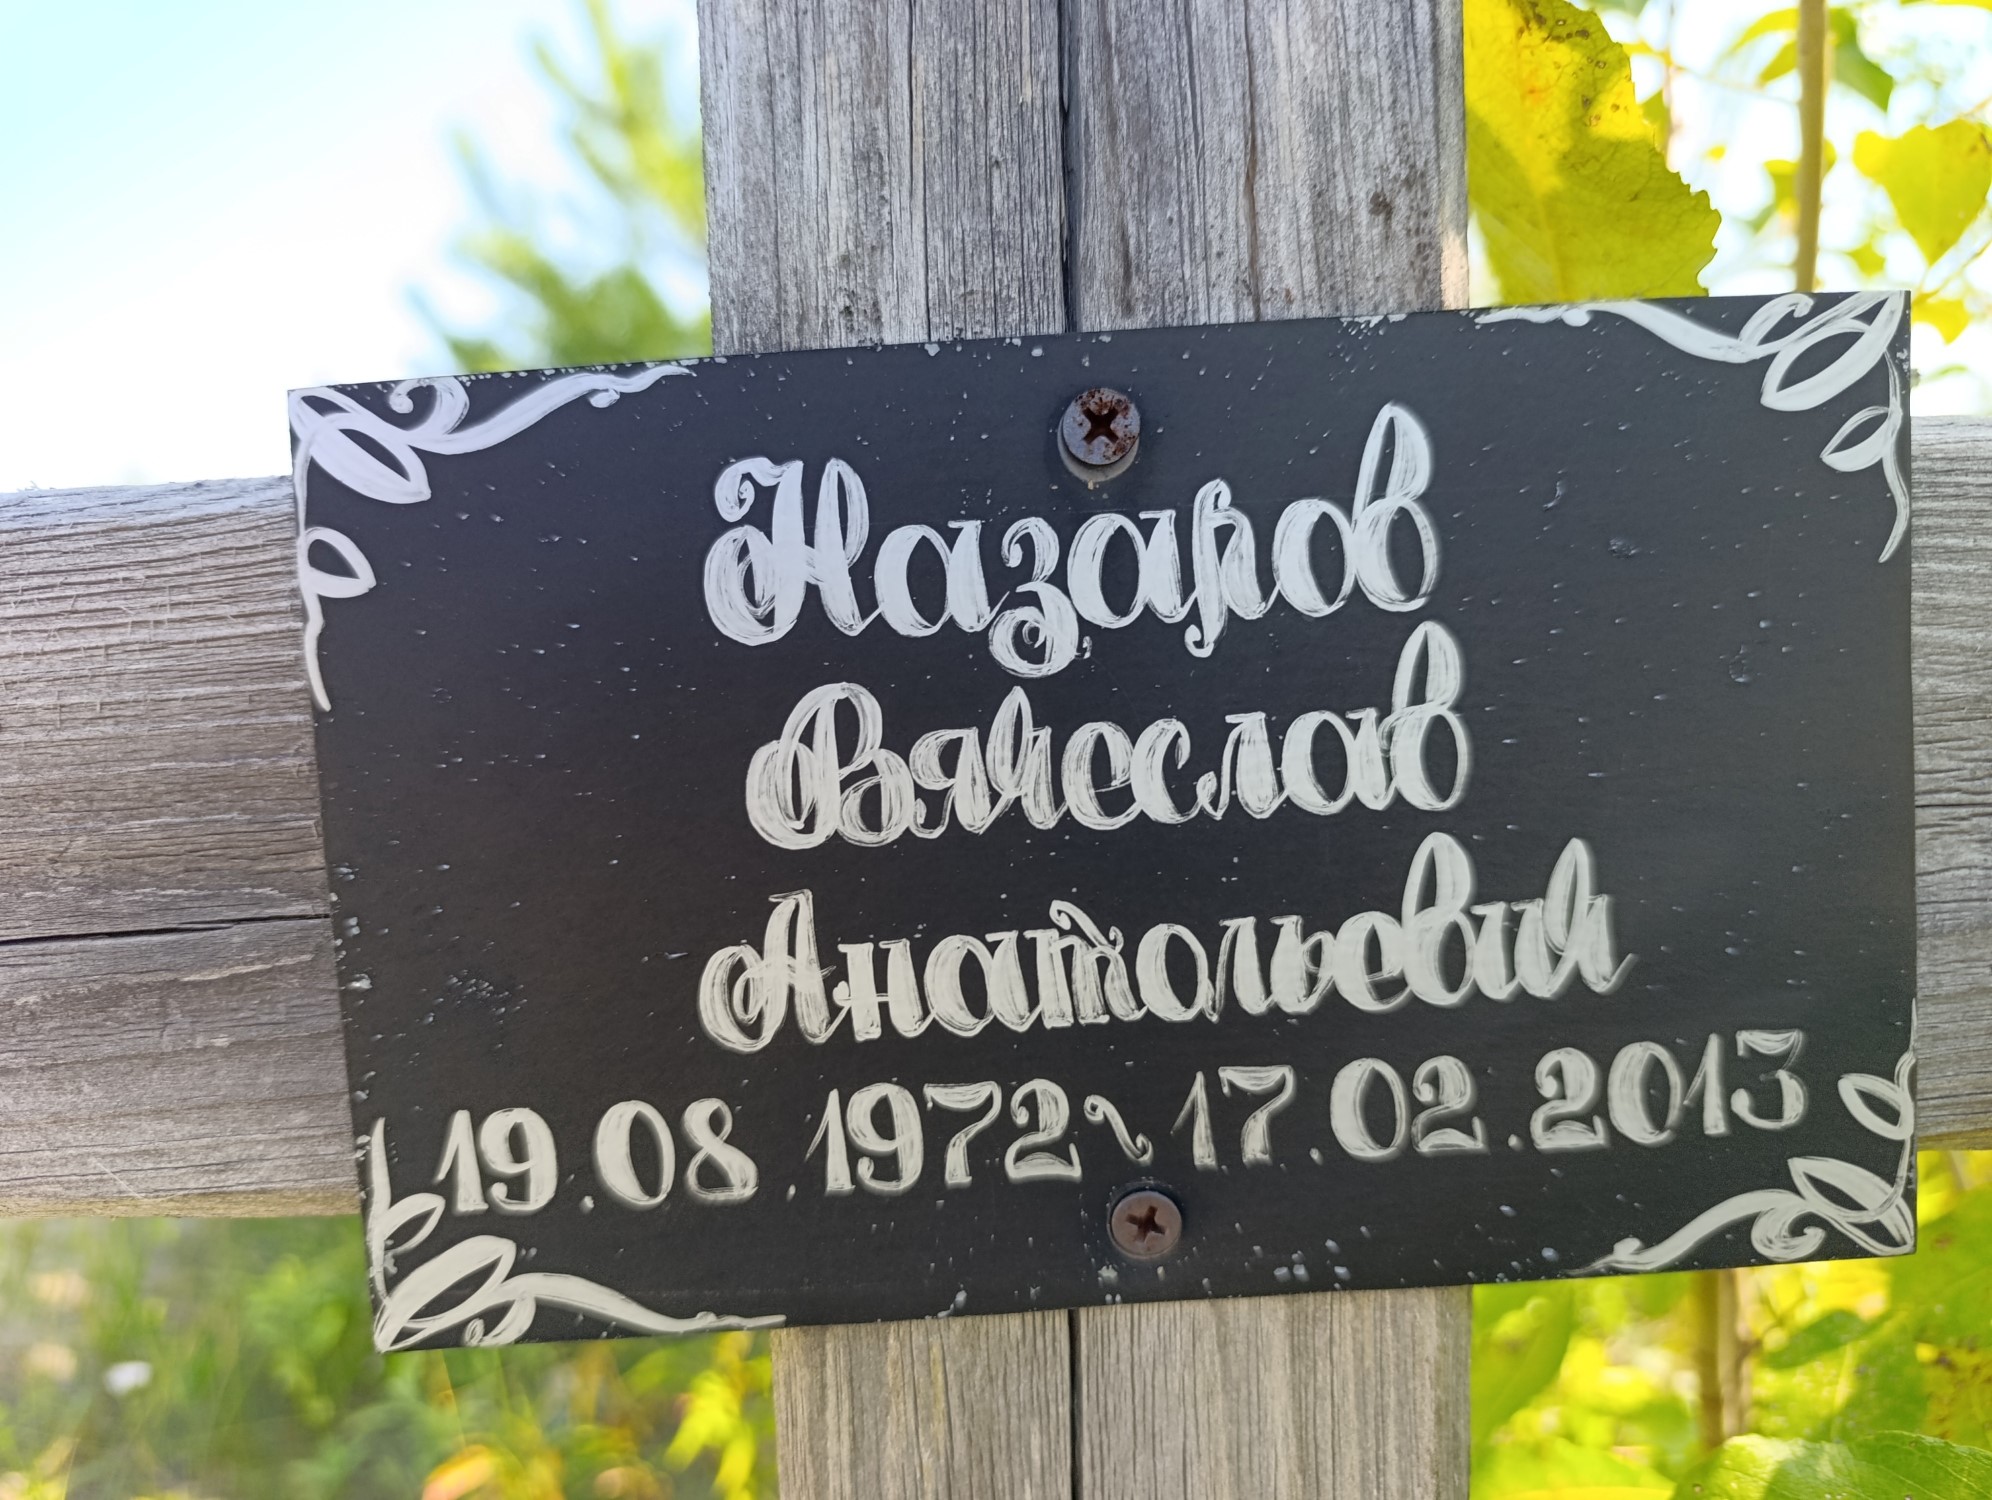 Назаров
Вячеслав
Анатольевич
19.08.1972~17.02.2013